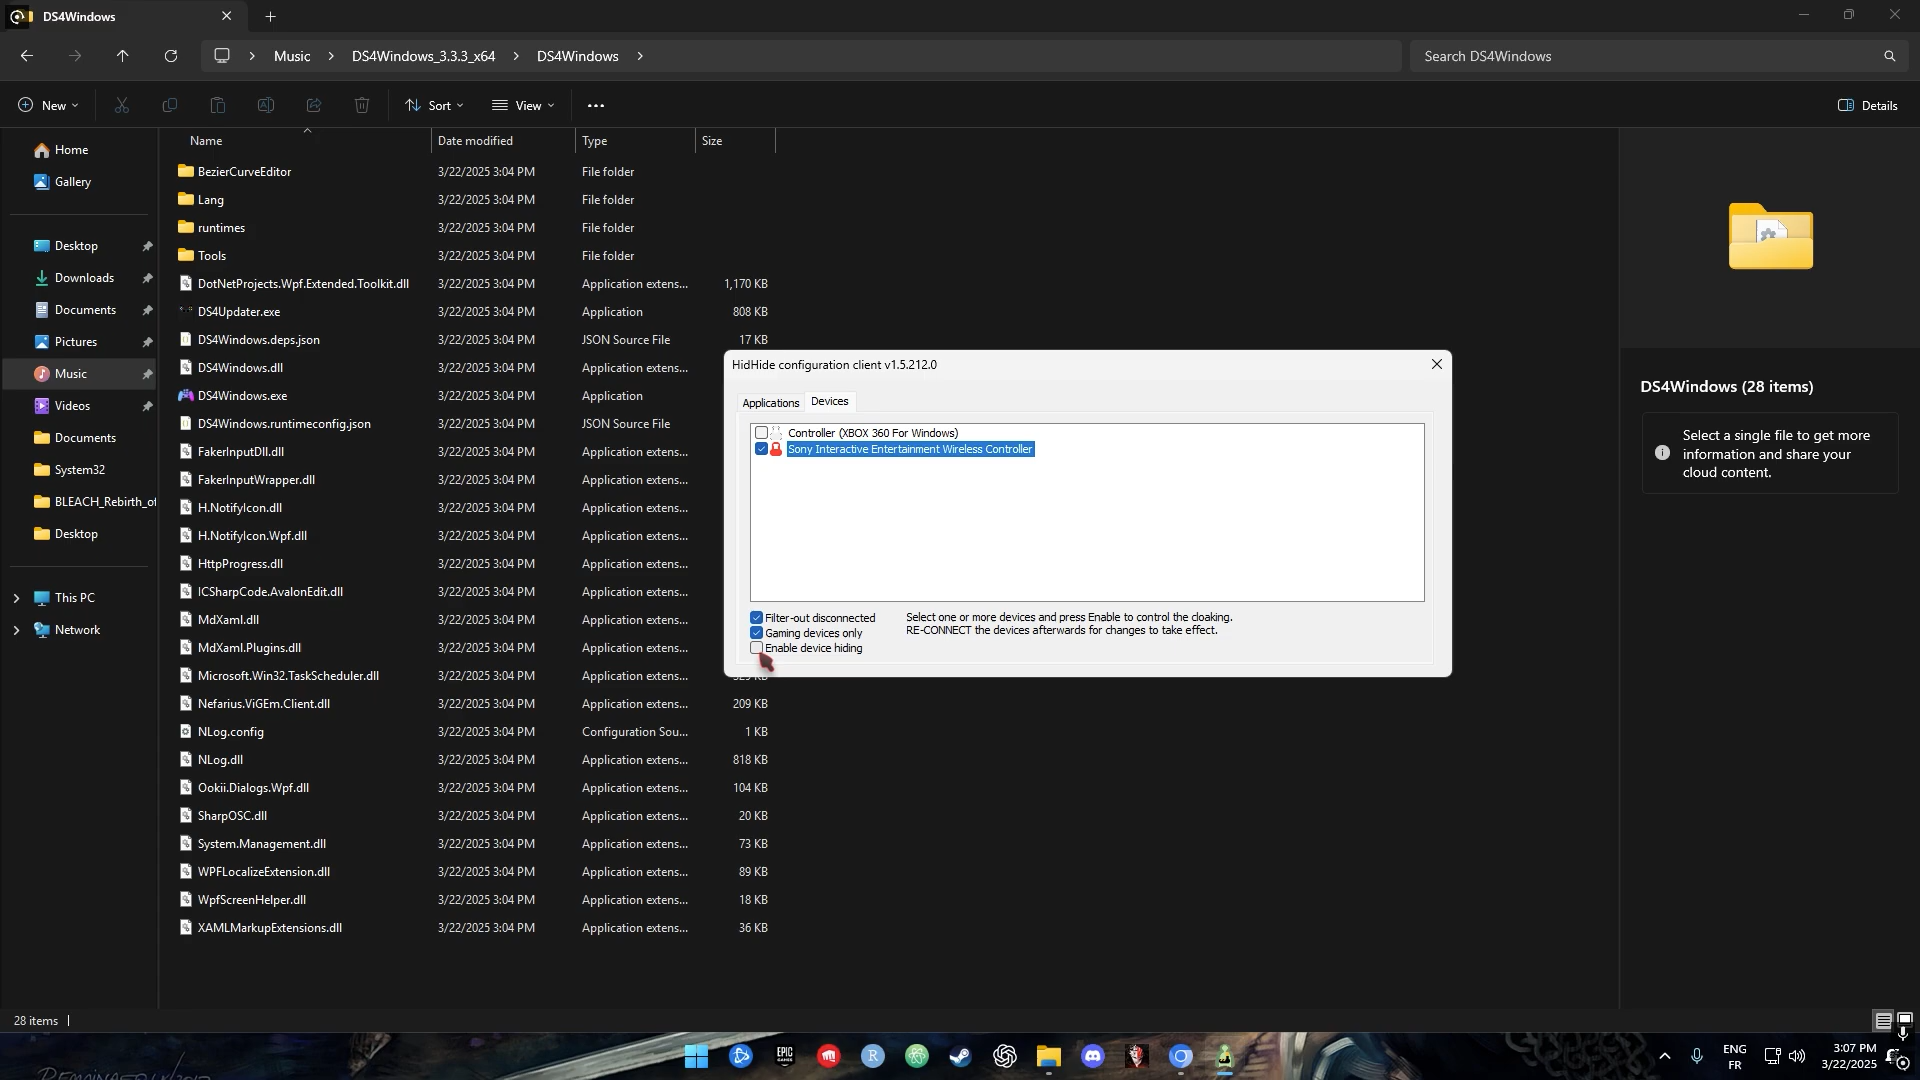 DS4Windows
Music
DS4Windows_3.3.3_x64
DS4Windows
Search DS4Windows
New
Sort
View
Details
Name
Date modified
Type
Size
Home
Gallery
Desktop
Downloads
Documents
Pictures
Music
Videos
Documents
System32
BLEACH_Rebirth_of
Desktop
This PC
Network
BezierCurveEditor 3/22/2025 3:04 PM File folder
Lang 3/22/2025 3:04 PM File folder
runtimes 3/22/2025 3:04 PM File folder
Tools 3/22/2025 3:04 PM File folder
DotNetProjects.Wpf.Extended.Toolkit.dll 3/22/2025 3:04 PM Application extens... 1,170 KB
DS4Updater.exe 3/22/2025 3:04 PM Application 808 KB
DS4Windows.deps.json 3/22/2025 3:04 PM JSON Source File 17 KB
DS4Windows.dll 3/22/2025 3:04 PM Application extens...
DS4Windows.exe 3/22/2025 3:04 PM Application
DS4Windows.runtimeconfig.json 3/22/2025 3:04 PM JSON Source File
FakerInputDll.dll 3/22/2025 3:04 PM Application extens...
FakerInputWrapper.dll 3/22/2025 3:04 PM Application extens...
H.NotifyIcon.dll 3/22/2025 3:04 PM Application extens...
H.NotifyIcon.Wpf.dll 3/22/2025 3:04 PM Application extens...
HttpProgress.dll 3/22/2025 3:04 PM Application extens...
ICSharpCode.AvalonEdit.dll 3/22/2025 3:04 PM Application extens...
MdXaml.dll 3/22/2025 3:04 PM Application extens...
MdXaml.Plugins.dll 3/22/2025 3:04 PM Application extens...
Microsoft.Win32.TaskScheduler.dll 3/22/2025 3:04 PM Application extens... KB
Nefarius.ViGEm.Client.dll 3/22/2025 3:04 PM Application extens... 209 KB
NLog.config 3/22/2025 3:04 PM Configuration Sou... 1 KB
NLog.dll 3/22/2025 3:04 PM Application extens... 818 KB
Ookii.Dialogs.Wpf.dll 3/22/2025 3:04 PM Application extens... 104 KB
SharpOSC.dll 3/22/2025 3:04 PM Application extens... 20 KB
System.Management.dll 3/22/2025 3:04 PM Application extens... 73 KB
WPFLocalizeExtension.dll 3/22/2025 3:04 PM Application extens... 89 KB
WpfScreenHelper.dll 3/22/2025 3:04 PM Application extens... 18 KB
XAMLMarkupExtensions.dll 3/22/2025 3:04 PM Application extens... 36 KB
HidHide configuration client v1.5.212.0
Applications
Devices
Controller (XBOX 360 For Windows)
Sony Interactive Entertainment Wireless Controller
Filter-out disconnected
Gaming devices only
Enable device hiding
Select one or more devices and press Enable to control the cloaking.
RE-CONNECT the devices afterwards for changes to take effect.
DS4Windows (28 items)
Select a single file to get more
information and share your
cloud content.
28 items
EPIC
GAMES
R
ENG
FR
3:07 PM
3/22/2025